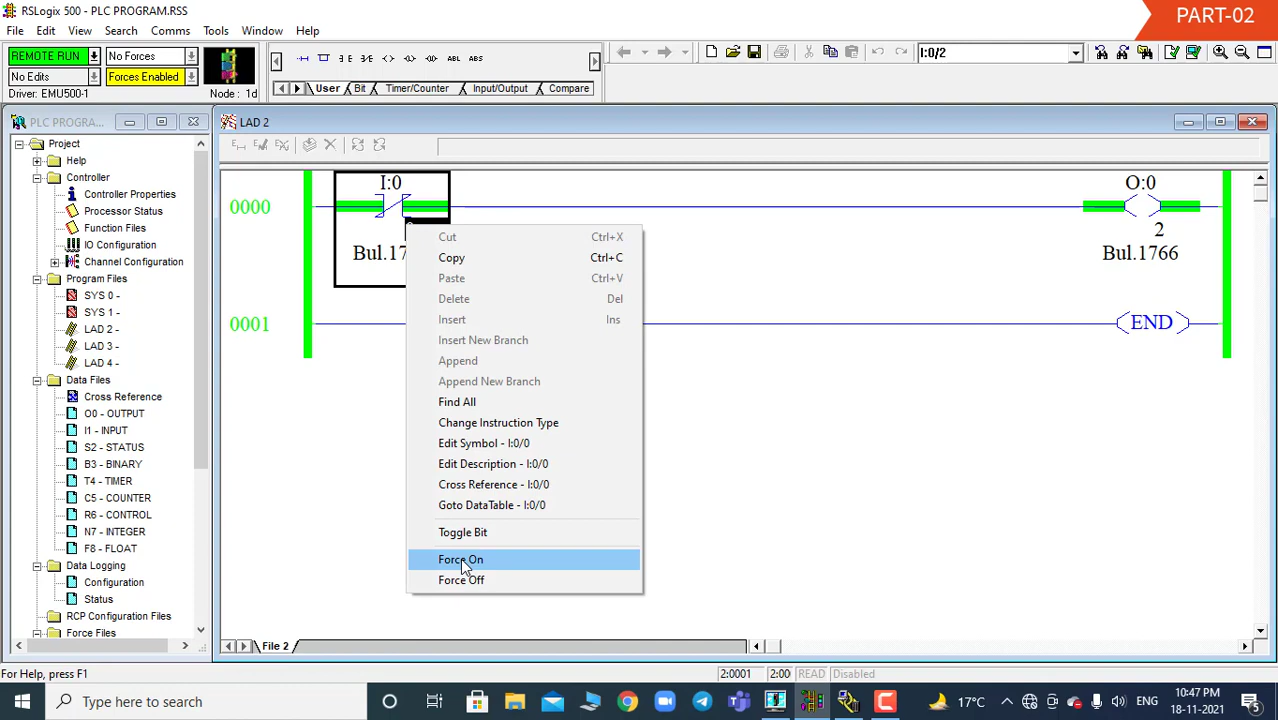 RSLogix 500 - PLC PROGRAM.RSS
PART-02
File Edit View Search Comms Tools Window Help
REMOTE RUN No Forces
No Edits Forces Enabled
Driver: EMU500-1 Node : 1d
ABL ABS
User Bit Timer/Counter Input/Output Compare
I:0/2
PLC PROGRA...
Project
Help
Controller
Controller Properties
Processor Status
Function Files
IO Configuration
Channel Configuration
Program Files
SYS 0 -
SYS 1 -
LAD 2 -
LAD 3 -
LAD 4 -
Data Files
Cross Reference
O0 - OUTPUT
I1 - INPUT
S2 - STATUS
B3 - BINARY
T4 - TIMER
C5 - COUNTER
R6 - CONTROL
N7 - INTEGER
F8 - FLOAT
Data Logging
Configuration
Status
RCP Configuration Files
Force Files
LAD 2
I:0 O:0
0000
2
Bul.17 Bul.1766
0001 END
Cut Ctrl+X
Copy Ctrl+C
Paste Ctrl+V
Delete Del
Insert Ins
Insert New Branch
Append
Append New Branch
Find All
Change Instruction Type
Edit Symbol - I:0/0
Edit Description - I:0/0
Cross Reference - I:0/0
Goto DataTable - I:0/0
Toggle Bit
Force On
Force Off
File 2
For Help, press F1 2:0001 2:00 READ Disabled
Type here to search
17°C ENG 10:47 PM
18-11-2021 5